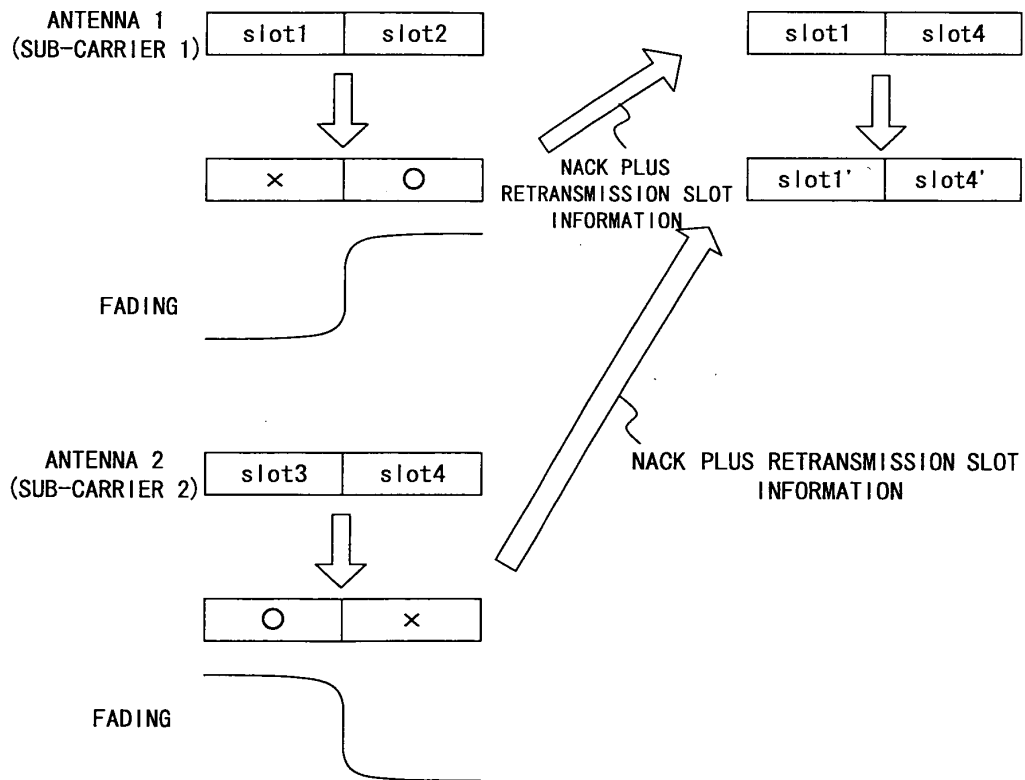 ANTENNA 1
(SUB-CARRIER 1)
slot1 slot2
× ○
FADING
NACK PLUS
RETRANSMISSION SLOT
INFORMATION
slot1 slot4
slot1' slot4'
ANTENNA 2
(SUB-CARRIER 2)
slot3 slot4
○ ×
FADING
NACK PLUS RETRANSMISSION SLOT
INFORMATION